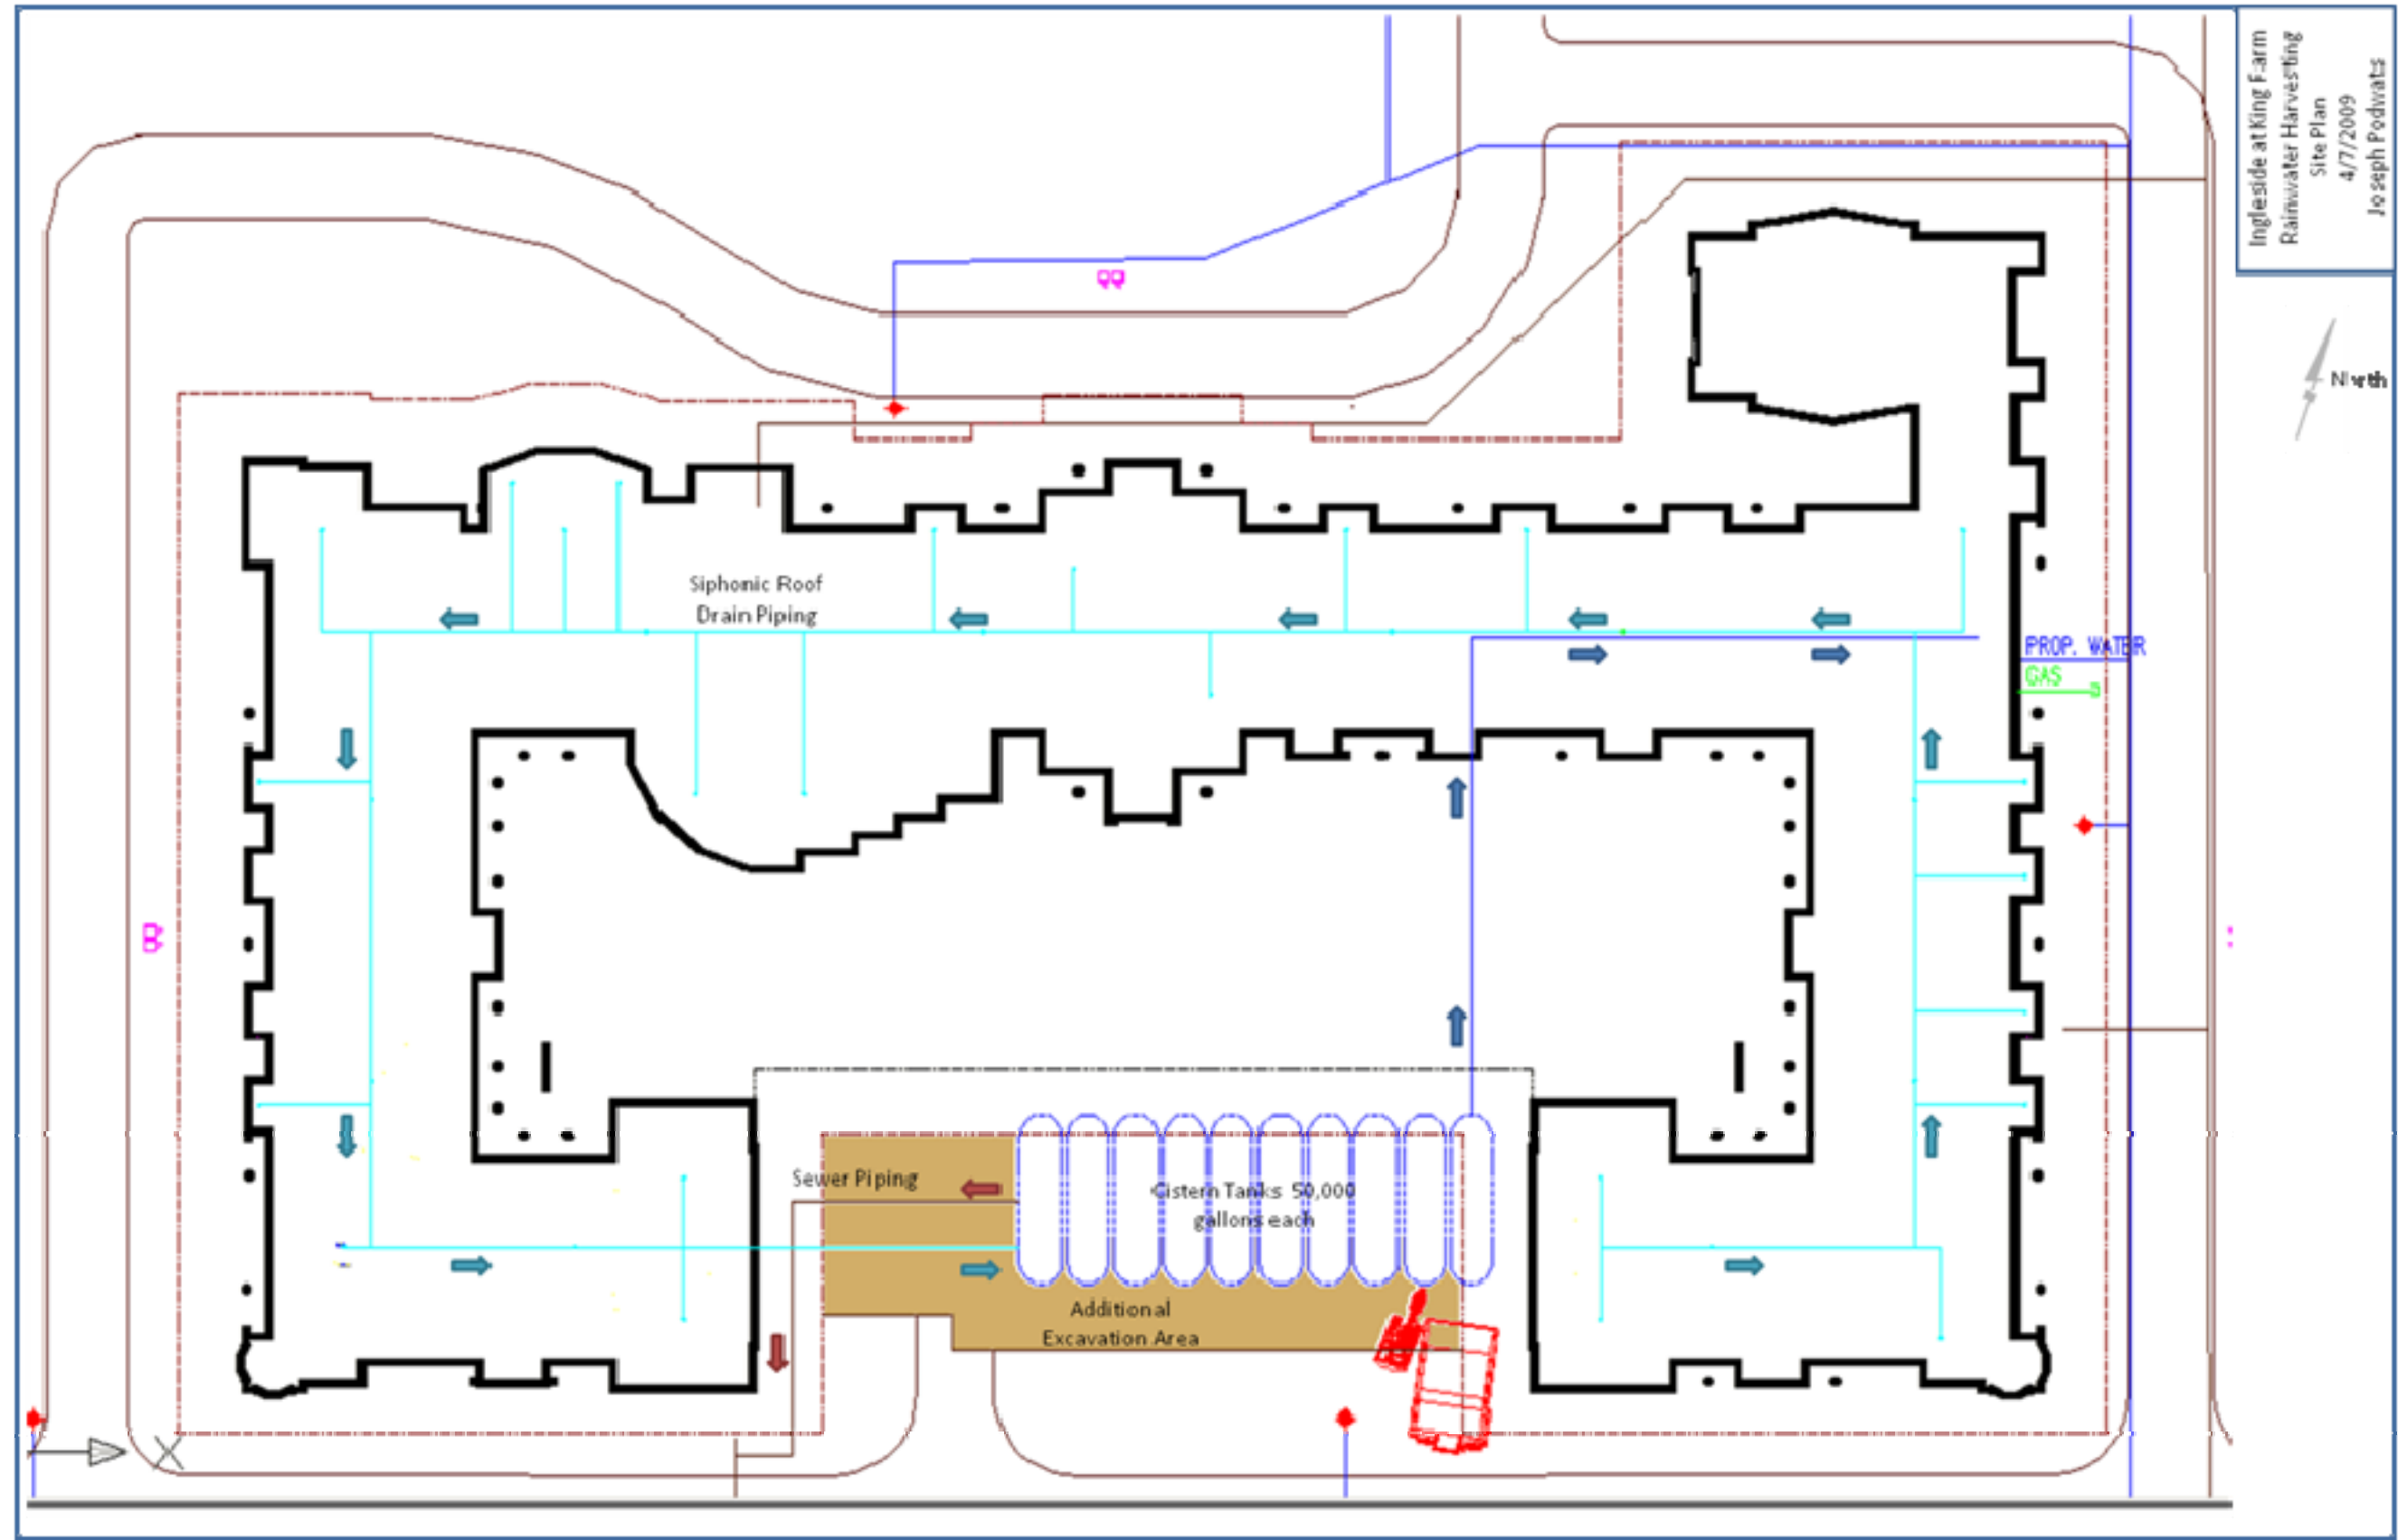 Ingleside at King Farm
Rainwater Harvesting
Site Plan
4/7/2009
Joseph Podwats
North
Siphonic Roof
Drain Piping
PROP. WATER
GAS
Sewer Piping
Cistern Tanks 50,000
gallons each
Additional
Excavation Area